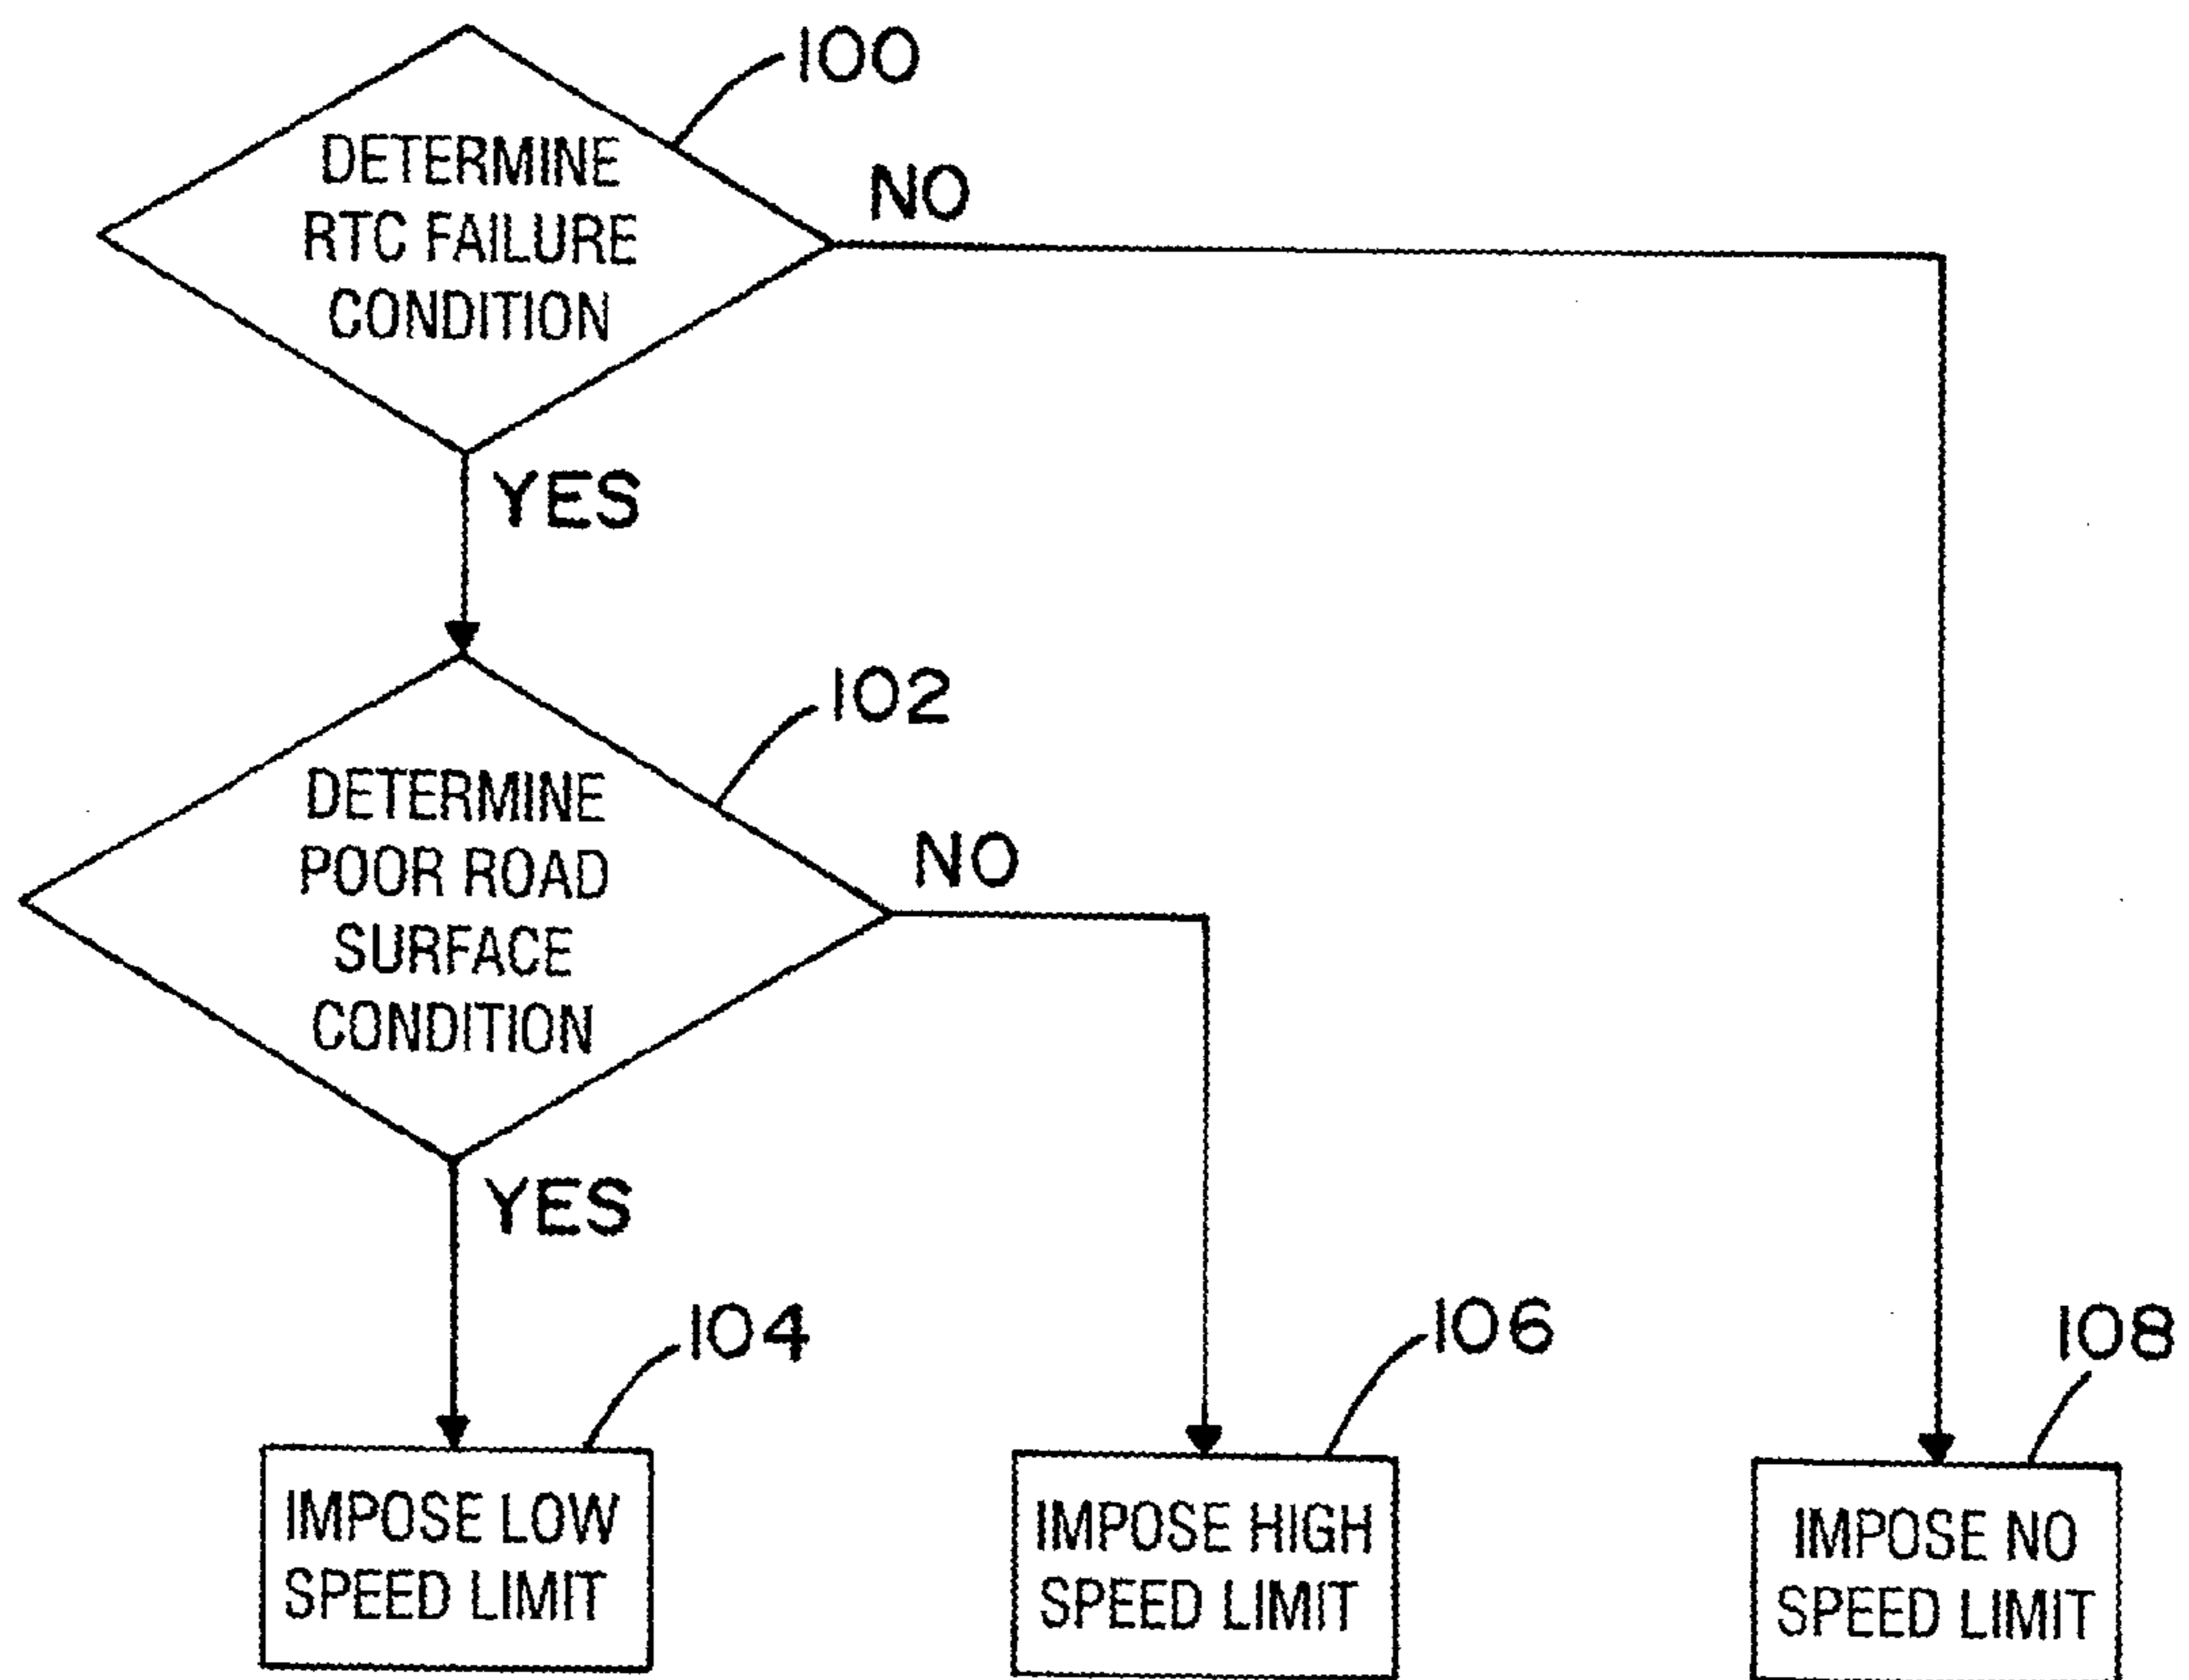 100
DETERMINE
RTC FAILURE
CONDITION
NO
YES
102
DETERMINE
POOR ROAD
SURFACE
CONDITION
NO
YES
104
106
108
IMPOSE LOW
SPEED LIMIT
IMPOSE HIGH
SPEED LIMIT
IMPOSE NO
SPEED LIMIT